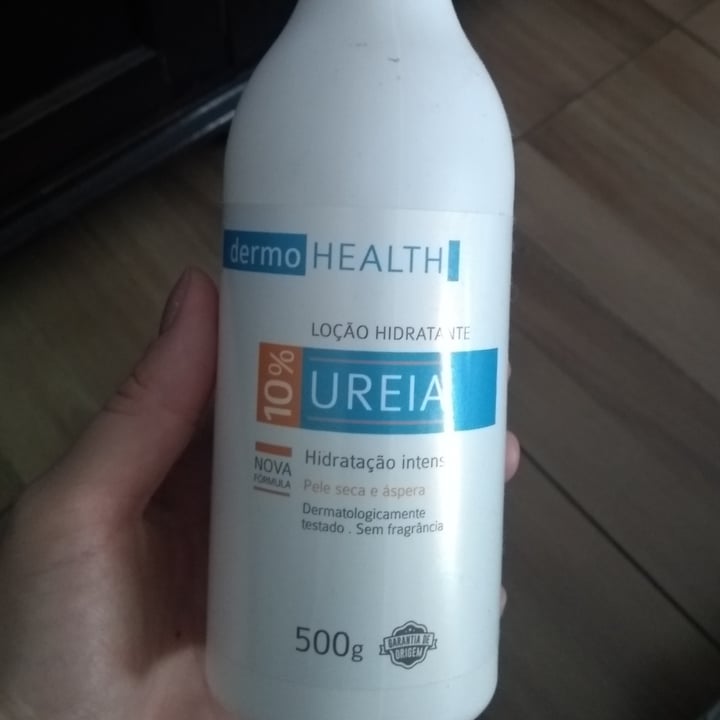 dermo HEALTH
LOÇÃO HIDRATANTE
10% UREIA
NOVA
FÓRMULA
Hidratação intens
Pele seca e áspera
Dermatologicamente
testado . Sem fragrância
500g
GARANTIA DE
ORIGEM